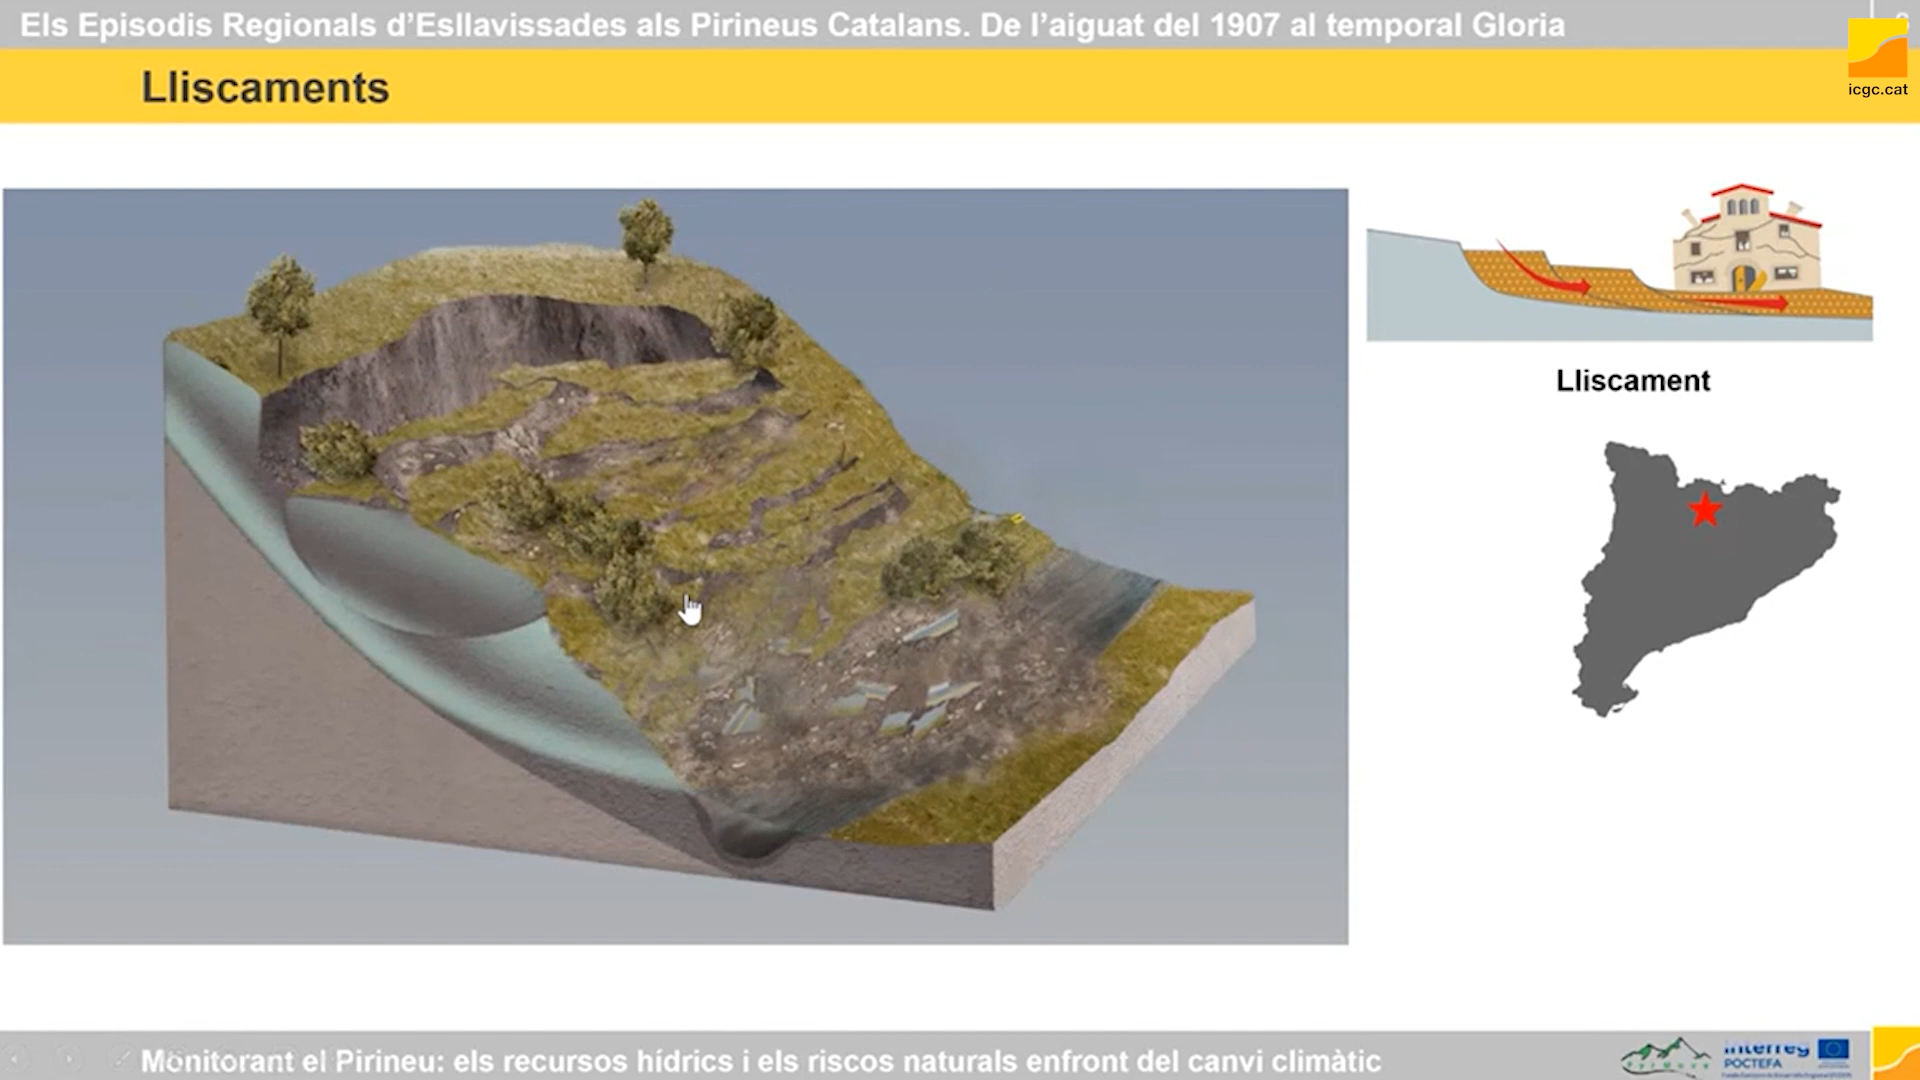 Els Episodis Regionals d'Esllavissades als Pirineus Catalans. De l'aiguat del 1907 al temporal Gloria
Lliscaments
icgc.cat
Lliscament
Monitorant el Pirineu: els recursos hídrics i els riscos naturals enfront del canvi climàtic
Interreg
POCTEFA